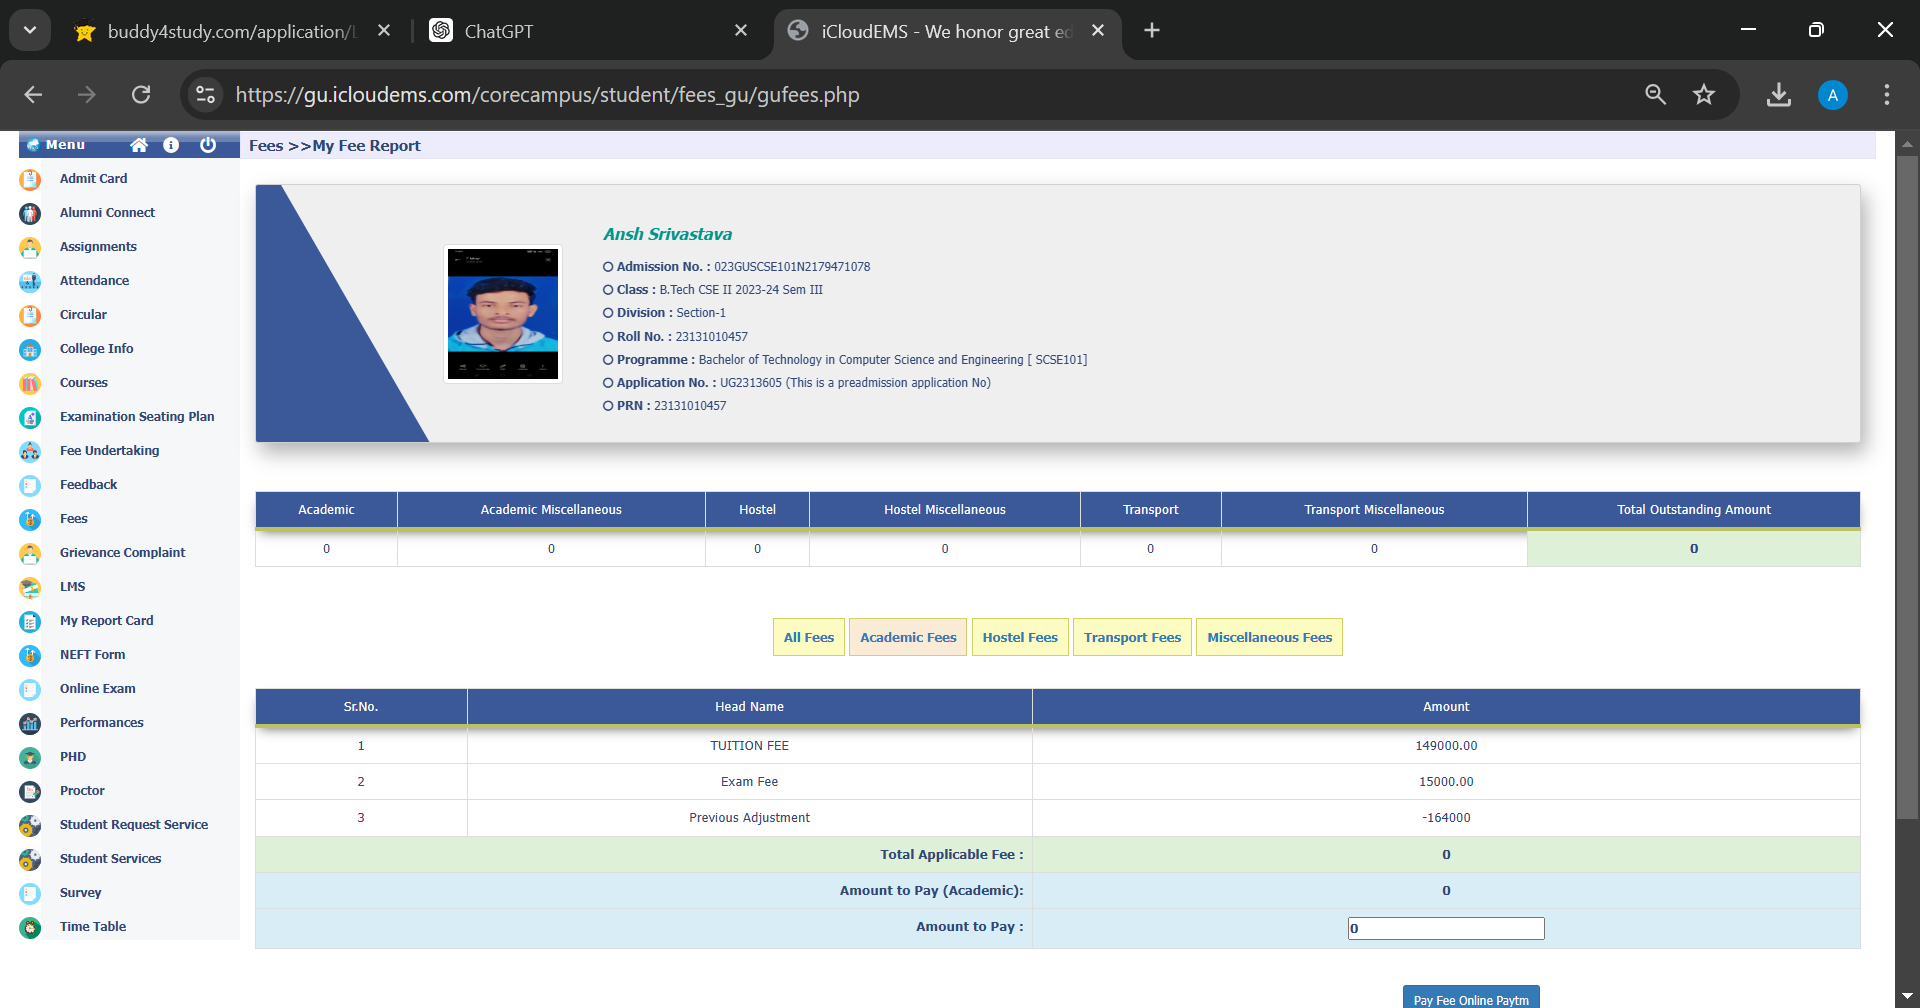 buddy4study.com/application/L
ChatGPT
iCloudEMS - We honor great ed
https://gu.icloudems.com/corecampus/student/fees_gu/gufees.php
A
Menu
Fees >>My Fee Report
Admit Card
Alumni Connect
Assignments
Attendance
Circular
College Info
Courses
Examination Seating Plan
Fee Undertaking
Feedback
Fees
Grievance Complaint
LMS
My Report Card
NEFT Form
Online Exam
Performances
PHD
Proctor
Student Request Service
Student Services
Survey
Time Table
Ansh Srivastava
Admission No. : 023GUSCSE101N2179471078
Class : B.Tech CSE II 2023-24 Sem III
Division : Section-1
Roll No. : 23131010457
Programme : Bachelor of Technology in Computer Science and Engineering [ SCSE101]
Application No. : UG2313605 (This is a preadmission application No)
PRN : 23131010457
Academic Academic Miscellaneous Hostel Hostel Miscellaneous Transport Transport Miscellaneous Total Outstanding Amount
0 0 0 0 0 0 0
All Fees Academic Fees Hostel Fees Transport Fees Miscellaneous Fees
Sr.No. Head Name Amount
1 TUITION FEE 149000.00
2 Exam Fee 15000.00
3 Previous Adjustment -164000
Total Applicable Fee : 0
Amount to Pay (Academic): 0
Amount to Pay : 0
Pay Fee Online Paytm